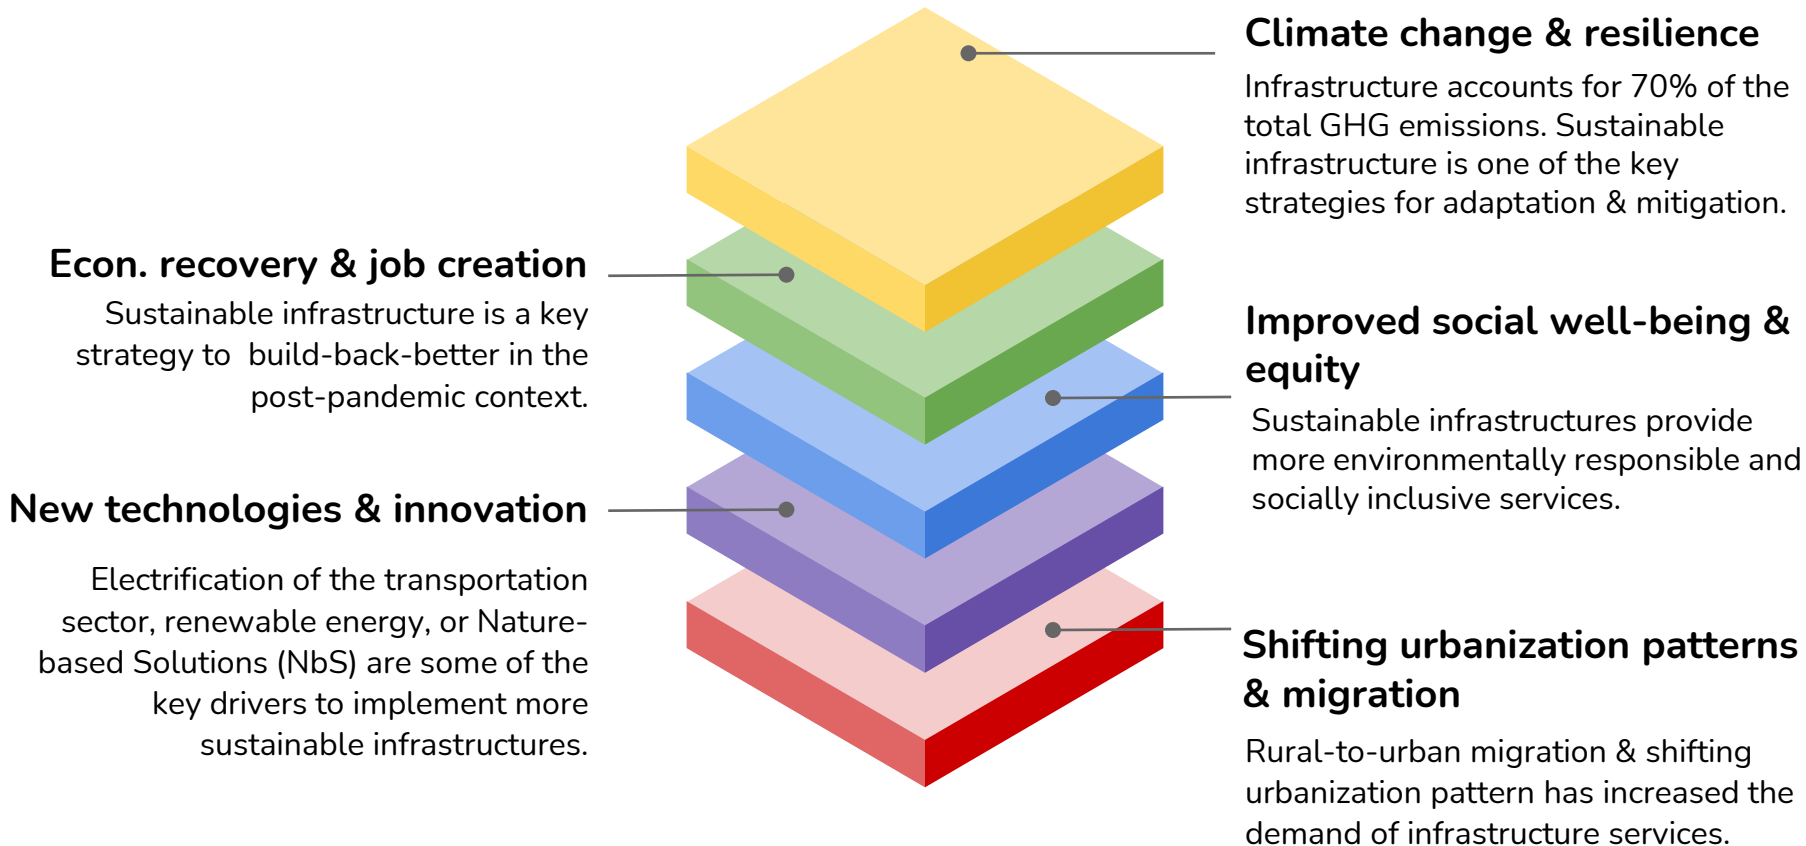 Climate change & resilience
Infrastructure accounts for 70% of the
total GHG emissions. Sustainable
infrastructure is one of the key
strategies for adaptation & mitigation.
Econ. recovery & job creation
Sustainable infrastructure is a key
strategy to  build-back-better in the
post-pandemic context.
Improved social well-being &
equity
Sustainable infrastructures provide
more environmentally responsible and
socially inclusive services.
New technologies & innovation
Electrification of the transportation
sector, renewable energy, or Nature-
based Solutions (NbS) are some of the
key drivers to implement more
sustainable infrastructures.
Shifting urbanization patterns
& migration
Rural-to-urban migration & shifting
urbanization pattern has increased the
demand of infrastructure services.